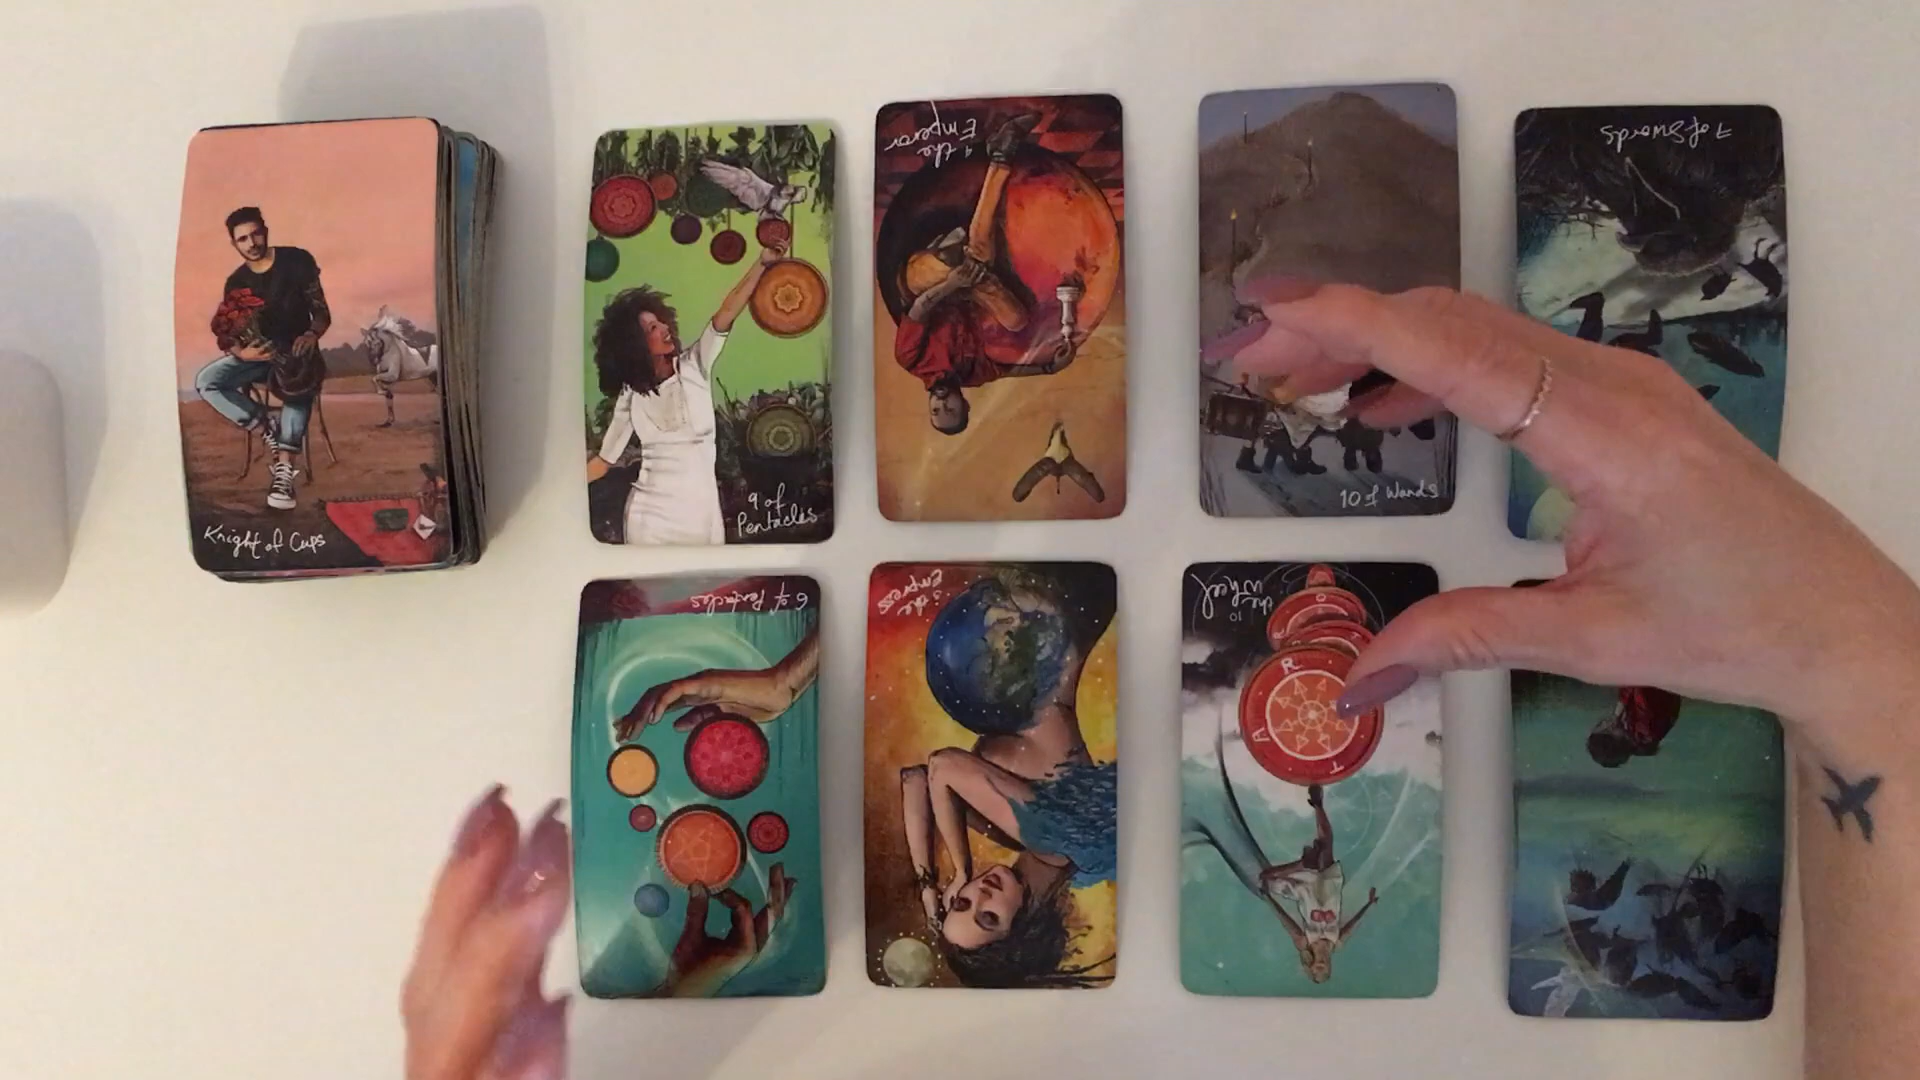 Knight of Cups
9 of
Pentacles
4 the
Emperor
10 of Wands
7 of Swords
6 of Pentacles
3 the
Empress
the
Wheel
10
T
A
R
O